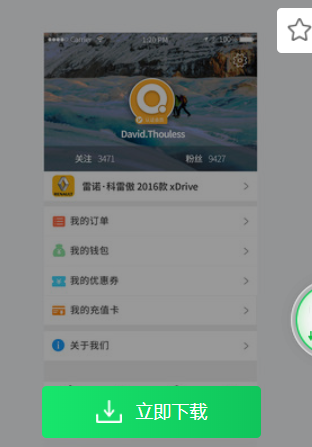 Carrier 1:20 PM 100%
David.Thouless
关注 3471 粉丝 9427
雷诺·科雷傲 2016款 xDrive
我的订单
我的钱包
我的优惠券
我的充值卡
关于我们
立即下载